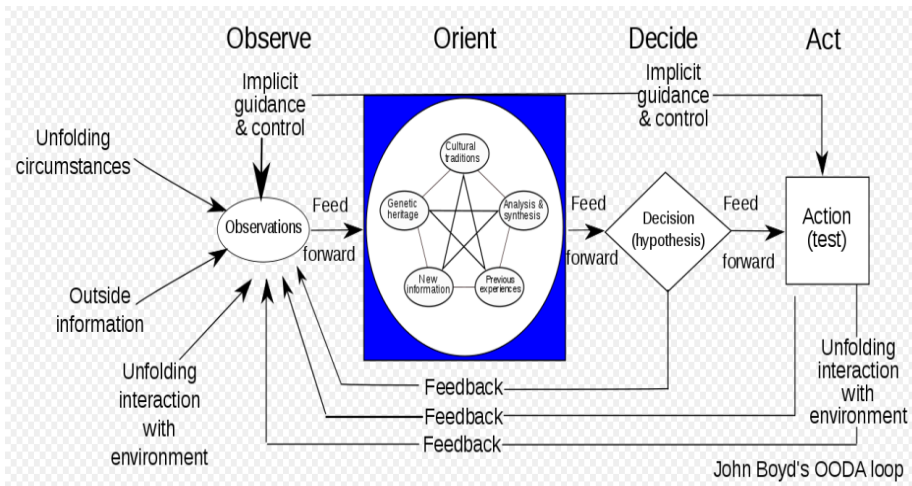 Observe
Orient
Decide
Act
Implicit
guidance
& control
Implicit
guidance
& control
Unfolding
circumstances
Observations
Feed
forward
Cultural
traditions
Genetic
heritage
Analysis &
synthesis
New
information
Previous
experiences
Feed
forward
Decision
(hypothesis)
Feed
forward
Action
(test)
Outside
information
Unfolding
interaction
with
environment
Feedback
Feedback
Feedback
Unfolding
interaction
with
environment
John Boyd's OODA loop